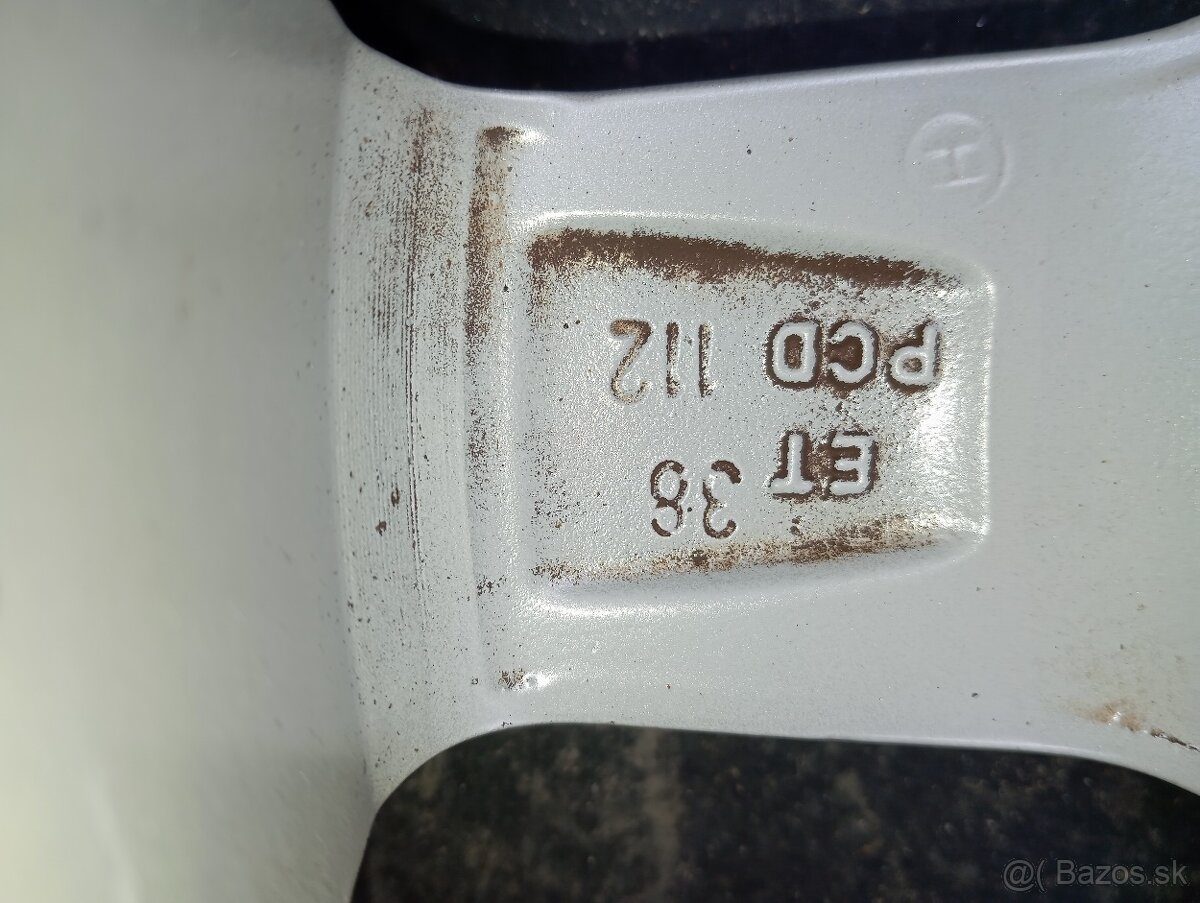 ET 38
PCD 112
H
@( Bazos.sk